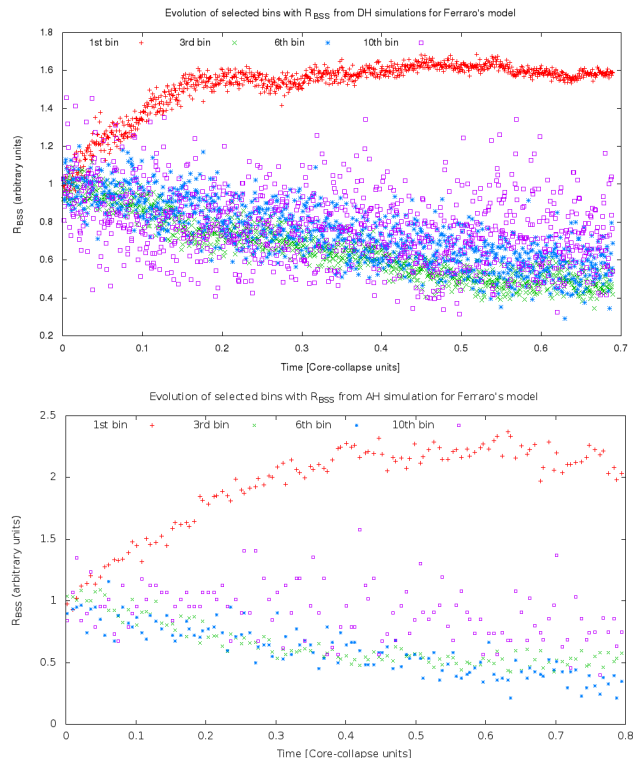 Evolution of selected bins with RBSS from DH simulations for Ferraro's model
1st bin 3rd bin 6th bin 10th bin
1.8
1.6
1.4
1.2
1
0.8
0.6
0.4
0.2
RBSS (arbitrary units)
0 0.1 0.2 0.3 0.4 0.5 0.6 0.7
Time [Core-collapse units]
Evolution of selected bins with RBSS from AH simulation for Ferraro's model
1st bin 3rd bin 6th bin 10th bin
2.5
2
1.5
1
0.5
0
RBSS (arbitrary units)
0 0.1 0.2 0.3 0.4 0.5 0.6 0.7 0.8
Time [Core-collapse units]